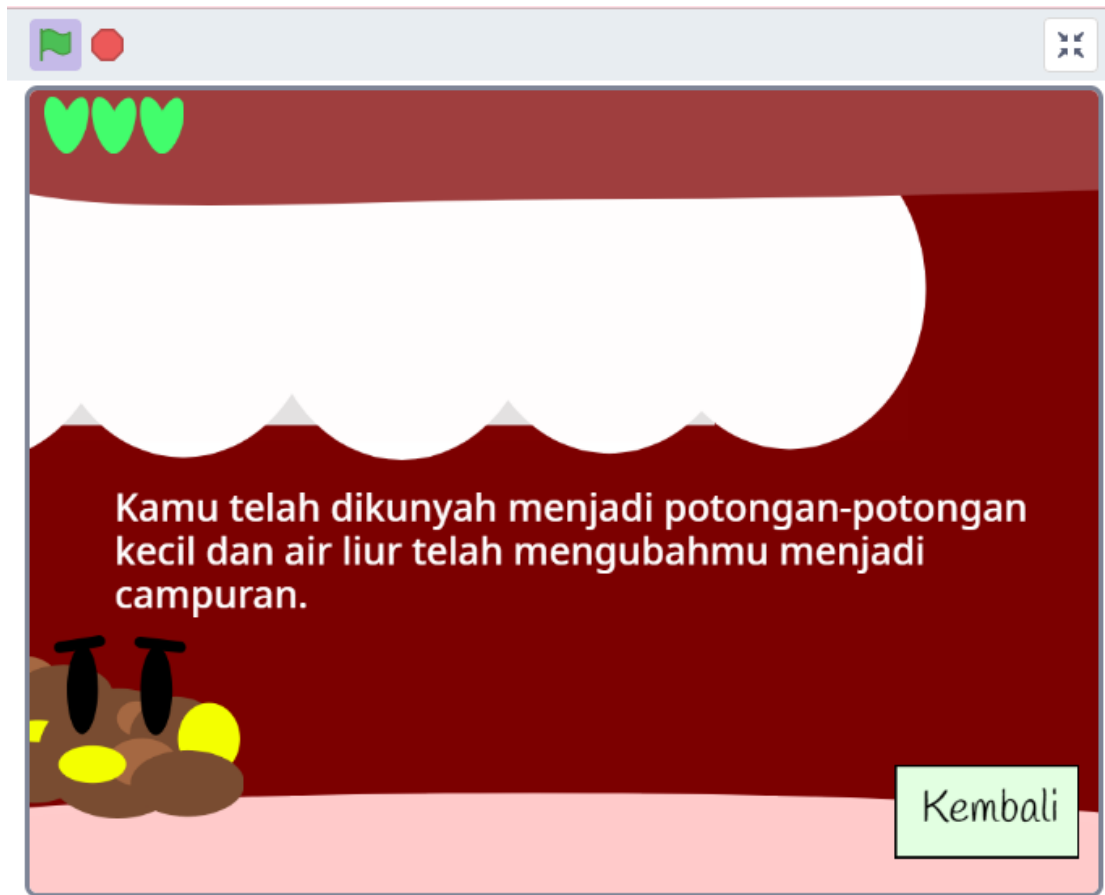 Kamu telah dikunyah menjadi potongan-potongan
kecil dan air liur telah mengubahmu menjadi
campuran.
Kembali